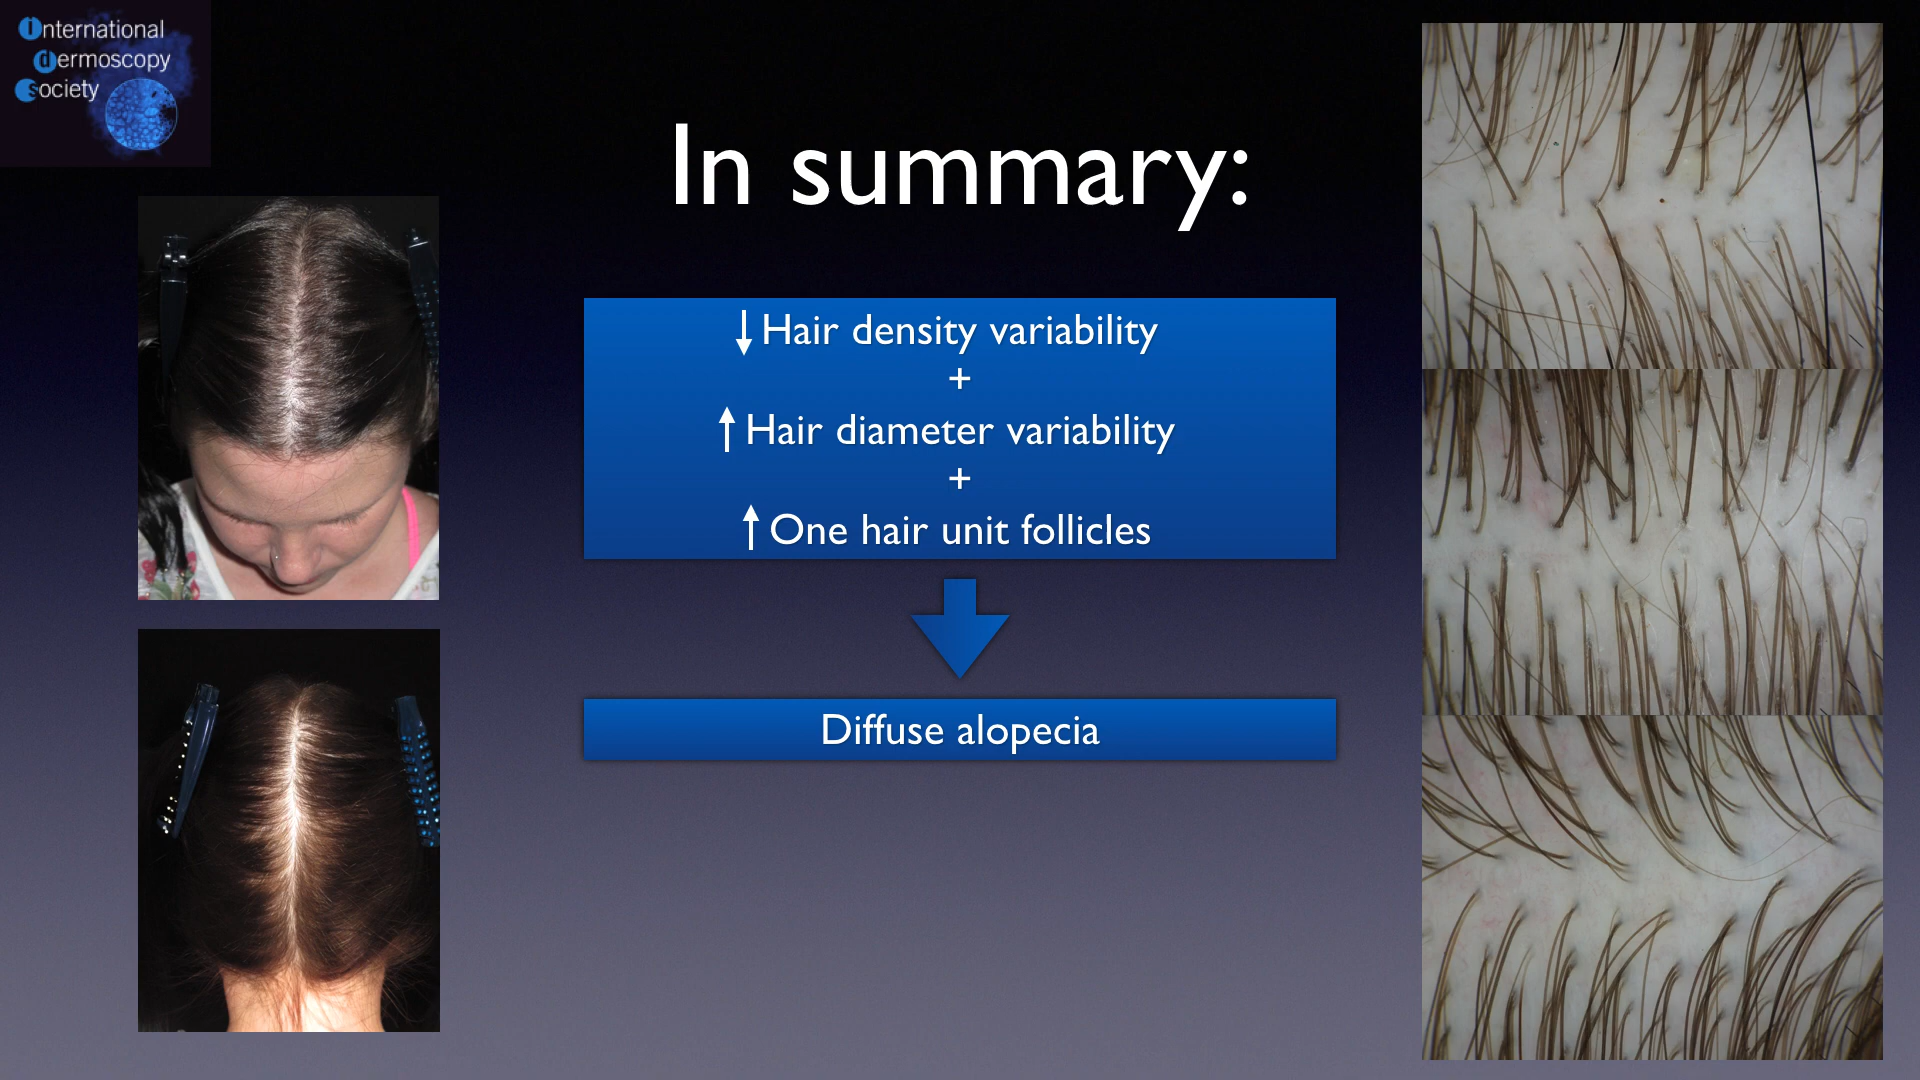 International
dermoscopy
Society
In summary:
↓ Hair density variability
+
↑ Hair diameter variability
+
↑ One hair unit follicles
Diffuse alopecia